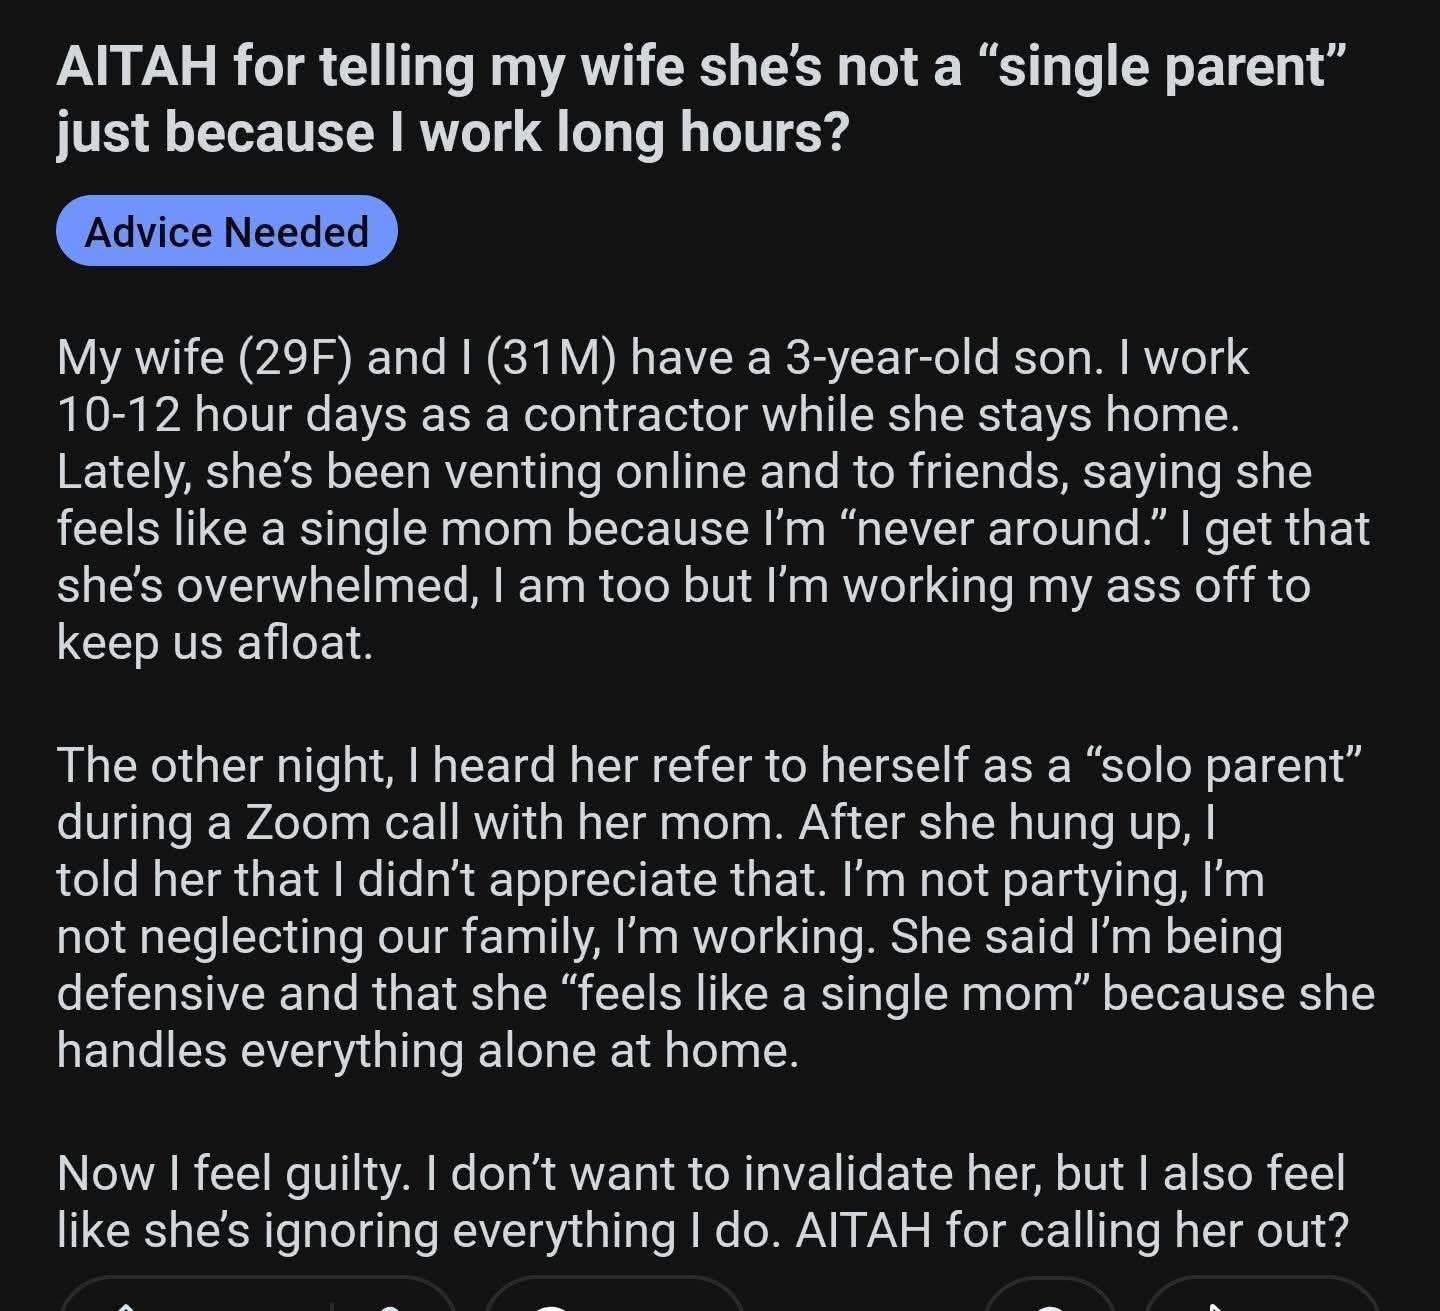 AITAH for telling my wife she’s not a “single parent”
just because I work long hours?
Advice Needed
My wife (29F) and I (31M) have a 3-year-old son. I work
10-12 hour days as a contractor while she stays home.
Lately, she’s been venting online and to friends, saying she
feels like a single mom because I’m “never around.” I get that
she’s overwhelmed, I am too but I’m working my ass off to
keep us afloat.
The other night, I heard her refer to herself as a “solo parent”
during a Zoom call with her mom. After she hung up, I
told her that I didn’t appreciate that. I’m not partying, I’m
not neglecting our family, I’m working. She said I’m being
defensive and that she “feels like a single mom” because she
handles everything alone at home.
Now I feel guilty. I don’t want to invalidate her, but I also feel
like she’s ignoring everything I do. AITAH for calling her out?